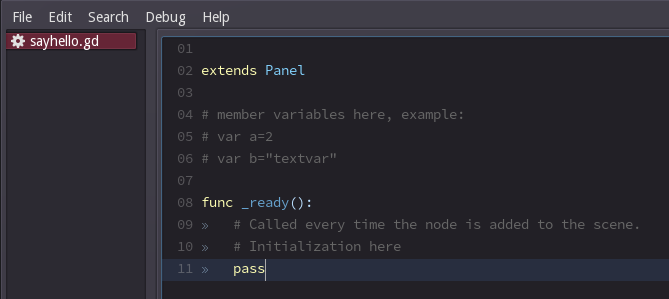 File Edit Search Debug Help
sayhello.gd
01
02 extends Panel
03
04 # member variables here, example:
05 # var a=2
06 # var b="textvar"
07
08 func _ready():
09 » # Called every time the node is added to the scene.
10 » # Initialization here
11 » pass